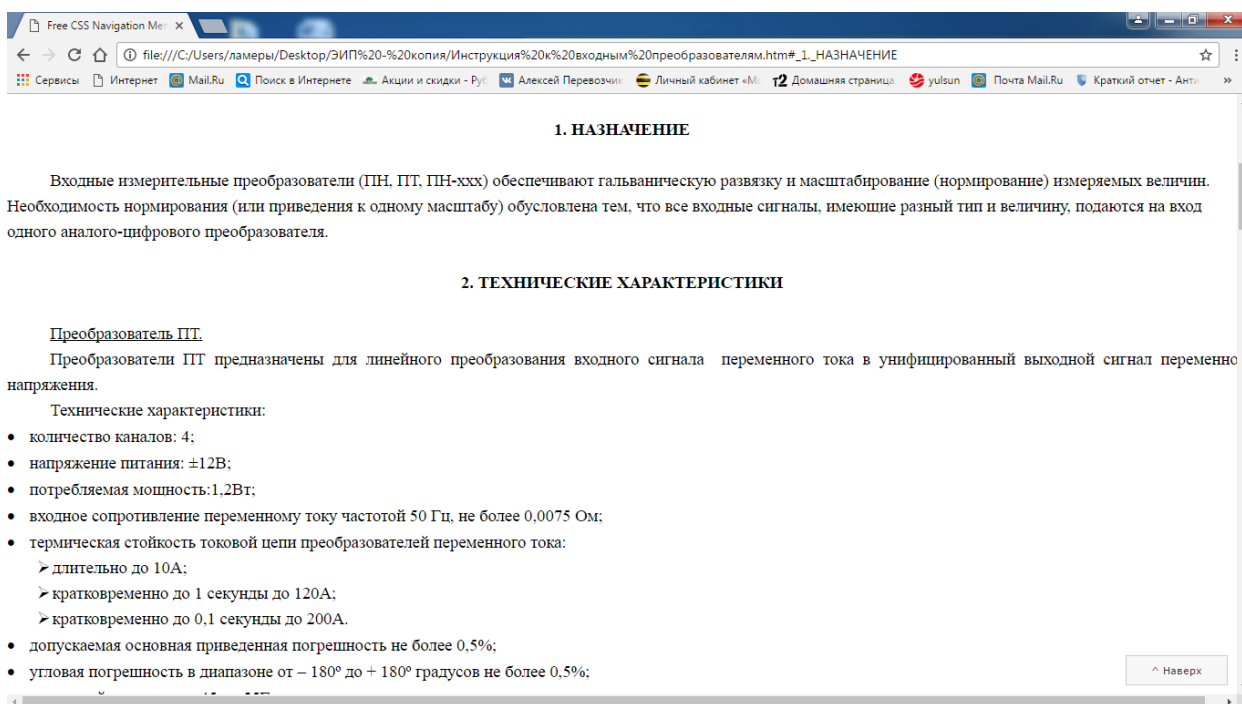 Free CSS Navigation Mer
file:///C:/Users/ламеры/Desktop/ЭИП%20-%20копия/Инструкция%20к%20входным%20преобразователям.htm#_1._НАЗНАЧЕНИЕ
Сервисы Интернет Mail.Ru Поиск в Интернете Акции и скидки - Руб Алексей Перевозчик Личный кабинет «Мо Домашняя страница yulsun Почта Mail.Ru Краткий отчет - Анти »
1. НАЗНАЧЕНИЕ
Входные измерительные преобразователи (ПН, ПТ, ПН-ххх) обеспечивают гальваническую развязку и масштабирование (нормирование) измеряемых величин.
Необходимость нормирования (или приведения к одному масштабу) обусловлена тем, что все входные сигналы, имеющие разный тип и величину, подаются на вход
одного аналого-цифрового преобразователя.
2. ТЕХНИЧЕСКИЕ ХАРАКТЕРИСТИКИ
Преобразователь ПТ.
Преобразователи ПТ предназначены для линейного преобразования входного сигнала переменного тока в унифицированный выходной сигнал переменно
напряжения.
Технические характеристики:
• количество каналов: 4;
• напряжение питания: ±12В;
• потребляемая мощность:1,2Вт;
• входное сопротивление переменному току частотой 50 Гц, не более 0,0075 Ом;
• термическая стойкость токовой цепи преобразователей переменного тока:
➢ длительно до 10А;
➢ кратковременно до 1 секунды до 120А;
➢ кратковременно до 0,1 секунды до 200А.
• допускаемая основная приведенная погрешность не более 0,5%;
• угловая погрешность в диапазоне от – 180º до + 180º градусов не более 0,5%;
^ Наверх